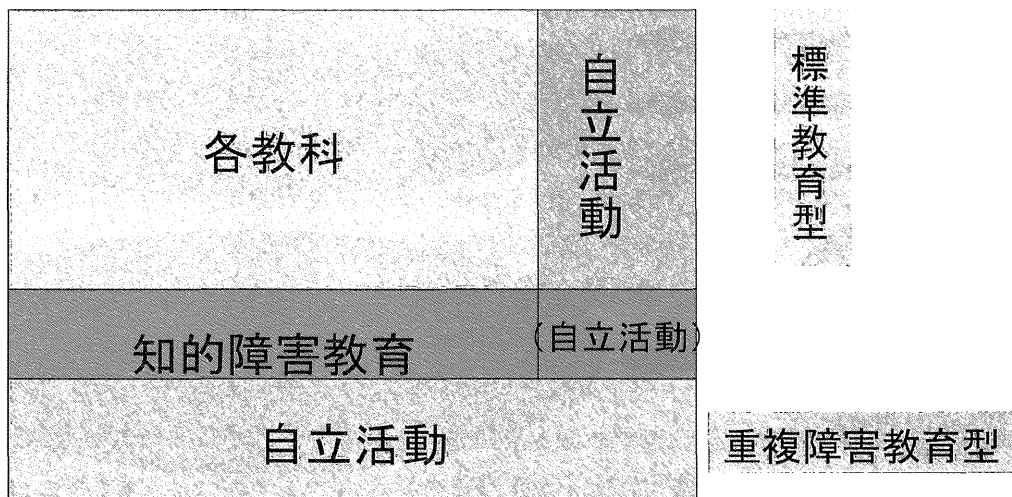 各教科
自立活動
標準教育型
知的障害教育
(自立活動)
自立活動
重複障害教育型